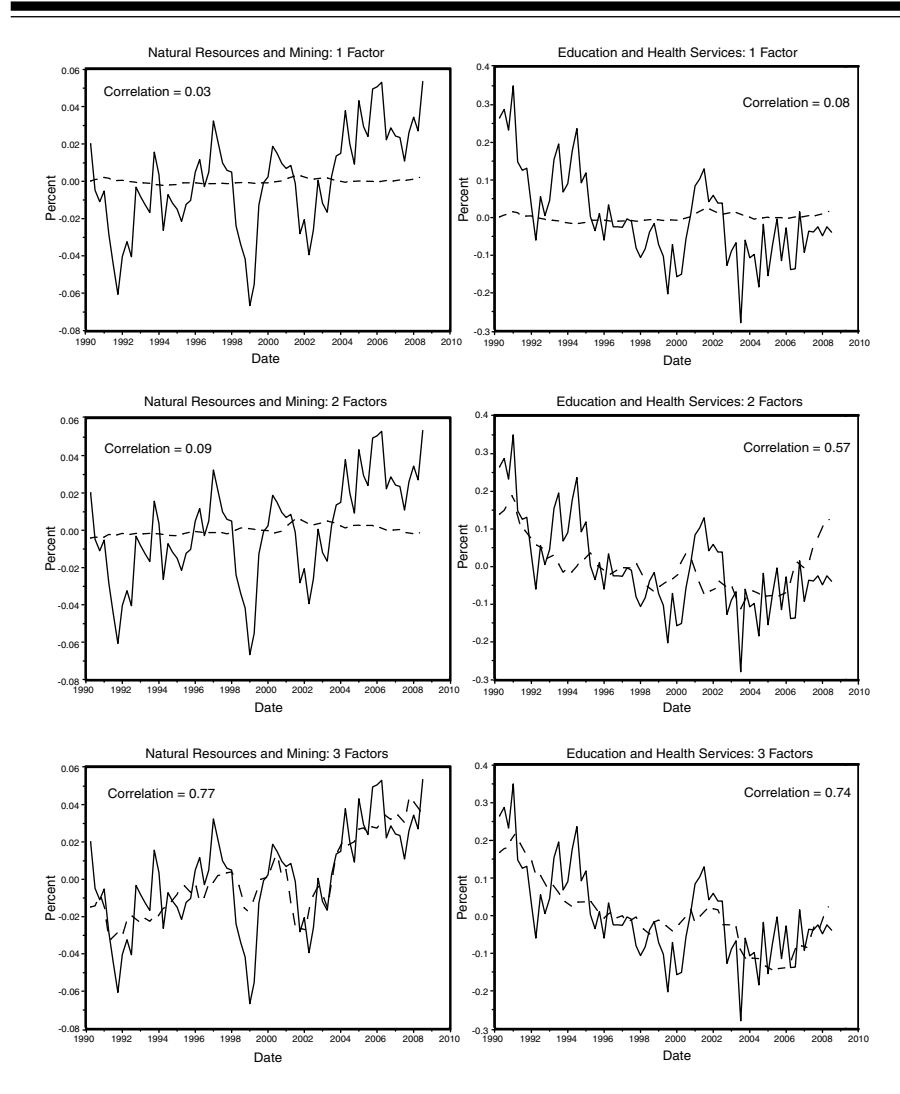 Natural Resources and Mining: 1 Factor
Correlation = 0.03
Percent
0.06
0.04
0.02
0.00
-0.02
-0.04
-0.06
-0.08
1990 1992 1994 1996 1998 2000 2002 2004 2006 2008 2010
Date
Education and Health Services: 1 Factor
Correlation = 0.08
Percent
0.4
0.3
0.2
0.1
0.0
-0.1
-0.2
-0.3
1990 1992 1994 1996 1998 2000 2002 2004 2006 2008 2010
Date
Natural Resources and Mining: 2 Factors
Correlation = 0.09
Percent
0.06
0.04
0.02
0.00
-0.02
-0.04
-0.06
-0.08
1990 1992 1994 1996 1998 2000 2002 2004 2006 2008 2010
Date
Education and Health Services: 2 Factors
Correlation = 0.57
Percent
0.4
0.3
0.2
0.1
0.0
-0.1
-0.2
-0.3
1990 1992 1994 1996 1998 2000 2002 2004 2006 2008 2010
Date
Natural Resources and Mining: 3 Factors
Correlation = 0.77
Percent
0.06
0.04
0.02
0.00
-0.02
-0.04
-0.06
-0.08
1990 1992 1994 1996 1998 2000 2002 2004 2006 2008 2010
Date
Education and Health Services: 3 Factors
Correlation = 0.74
Percent
0.4
0.3
0.2
0.1
0.0
-0.1
-0.2
-0.3
1990 1992 1994 1996 1998 2000 2002 2004 2006 2008 2010
Date